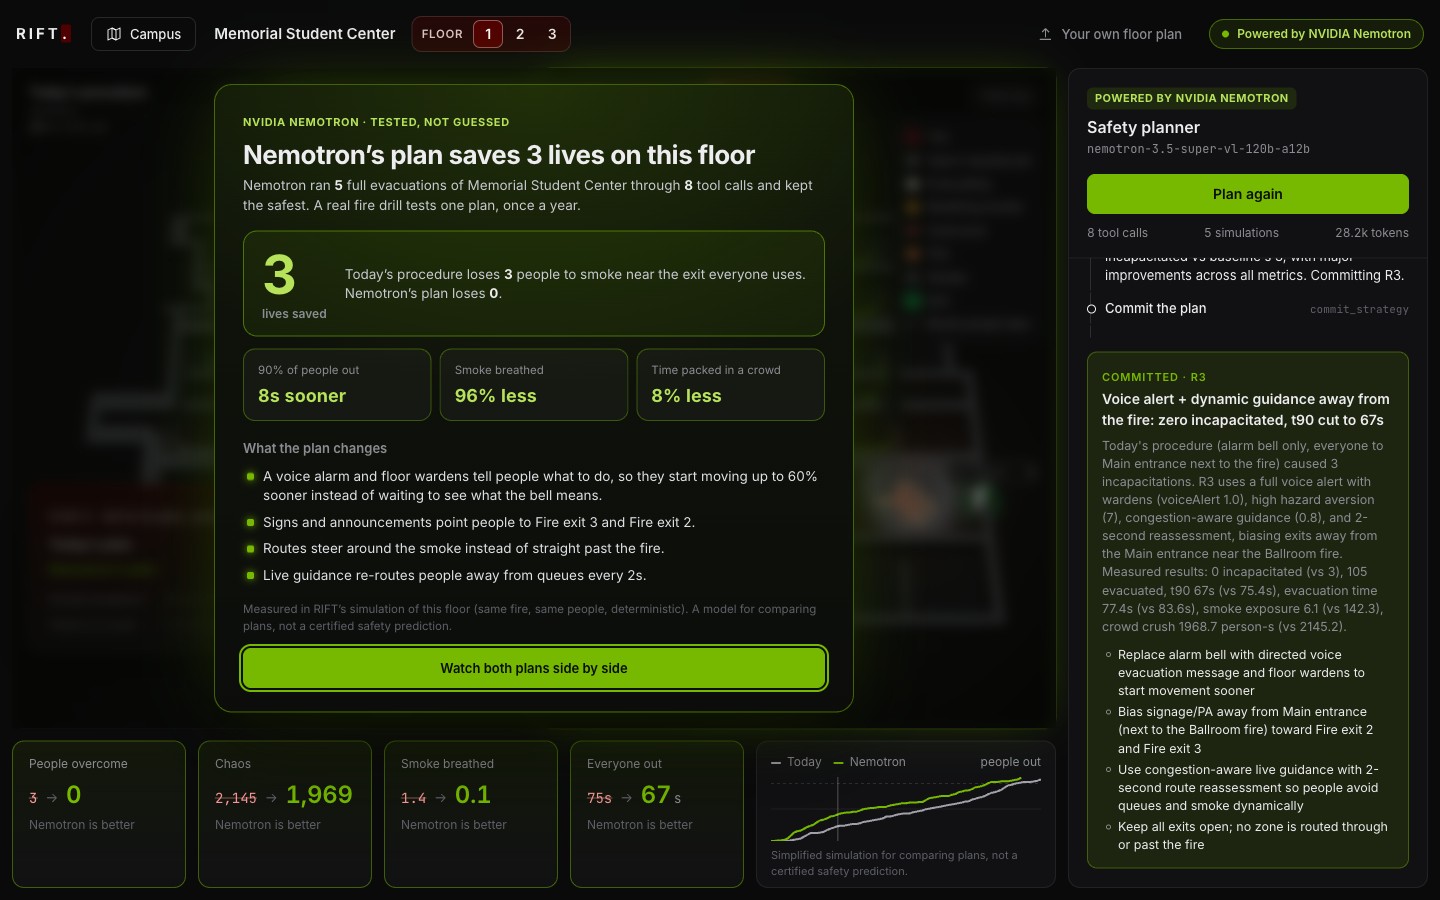 RIFT.
Campus
Memorial Student Center
FLOOR 1 2 3
Your own floor plan
Powered by NVIDIA Nemotron
NVIDIA NEMOTRON · TESTED, NOT GUESSED
Nemotron’s plan saves 3 lives on this floor
Nemotron ran 5 full evacuations of Memorial Student Center through 8 tool calls and kept
the safest. A real fire drill tests one plan, once a year.
3
lives saved
Today’s procedure loses 3 people to smoke near the exit everyone uses.
Nemotron’s plan loses 0.
90% of people out
8s sooner
Smoke breathed
96% less
Time packed in a crowd
8% less
What the plan changes
A voice alarm and floor wardens tell people what to do, so they start moving up to 60%
sooner instead of waiting to see what the bell means.
Signs and announcements point people to Fire exit 3 and Fire exit 2.
Routes steer around the smoke instead of straight past the fire.
Live guidance re-routes people away from queues every 2s.
Measured in RIFT’s simulation of this floor (same fire, same people, deterministic). A model for comparing
plans, not a certified safety prediction.
Watch both plans side by side
People overcome
3 → 0
Nemotron is better
Chaos
2,145 → 1,969
Nemotron is better
Smoke breathed
1.4 → 0.1
Nemotron is better
Everyone out
75s → 67 s
Nemotron is better
Today Nemotron people out
Simplified simulation for comparing plans, not a
certified safety prediction.
POWERED BY NVIDIA NEMOTRON
Safety planner
nemotron-3.5-super-vl-120b-a12b
Plan again
8 tool calls 5 simulations 28.2k tokens
incapacitated vs baseline's 3, with major
improvements across all metrics. Committing R3.
Commit the plan commit_strategy
COMMITTED · R3
Voice alert + dynamic guidance away from
the fire: zero incapacitated, t90 cut to 67s
Today's procedure (alarm bell only, everyone to
Main entrance next to the fire) caused 3
incapacitations. R3 uses a full voice alert with
wardens (voiceAlert 1.0), high hazard aversion
(7), congestion-aware guidance (0.8), and 2-
second reassessment, biasing exits away from
the Main entrance near the Ballroom fire.
Measured results: 0 incapacitated (vs 3), 105
evacuated, t90 67s (vs 75.4s), evacuation time
77.4s (vs 83.6s), smoke exposure 6.1 (vs 142.3),
crowd crush 1968.7 person-s (vs 2145.2).
Replace alarm bell with directed voice
evacuation message and floor wardens to
start movement sooner
Bias signage/PA away from Main entrance
(next to the Ballroom fire) toward Fire exit 2
and Fire exit 3
Use congestion-aware live guidance with 2-
second route reassessment so people avoid
queues and smoke dynamically
Keep all exits open; no zone is routed through
or past the fire